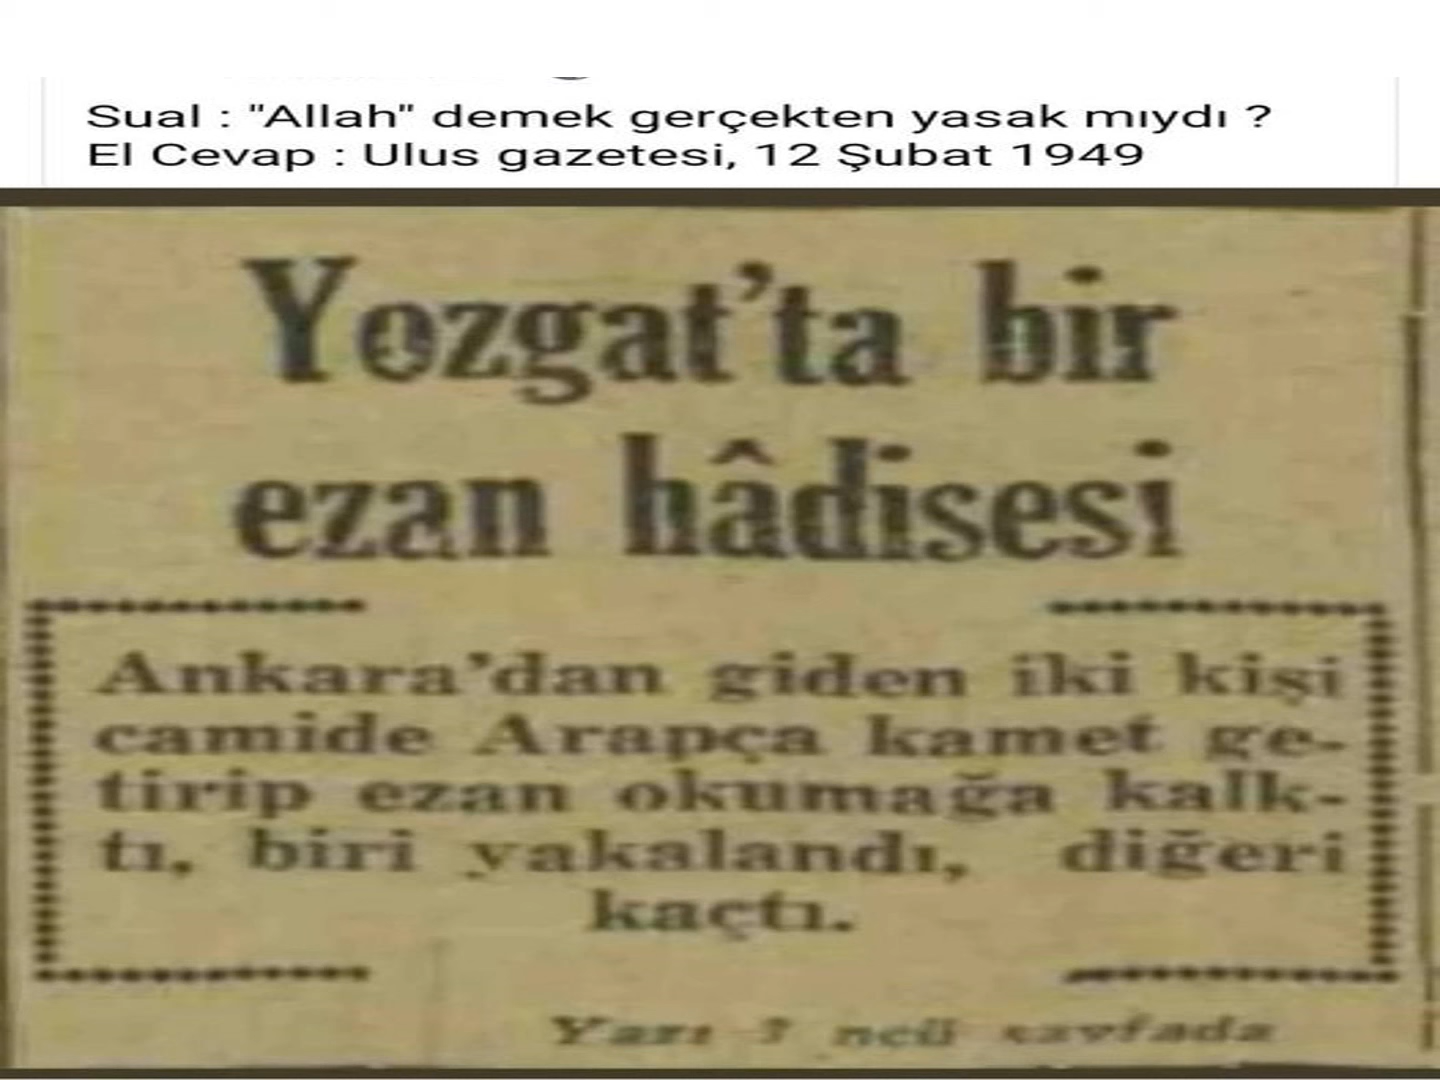 Sual : "Allah" demek gerçekten yasak mıydı ?
El Cevap : Ulus gazetesi, 12 Şubat 1949
Yozgat'ta bir
ezan hâdisesi
Ankara'dan giden iki kişi
camide Arapça kamet ge-
tirip ezan okumağa kalk-
tı, biri yakalandı, diğeri
kaçtı.
Yazı ncü sayfada